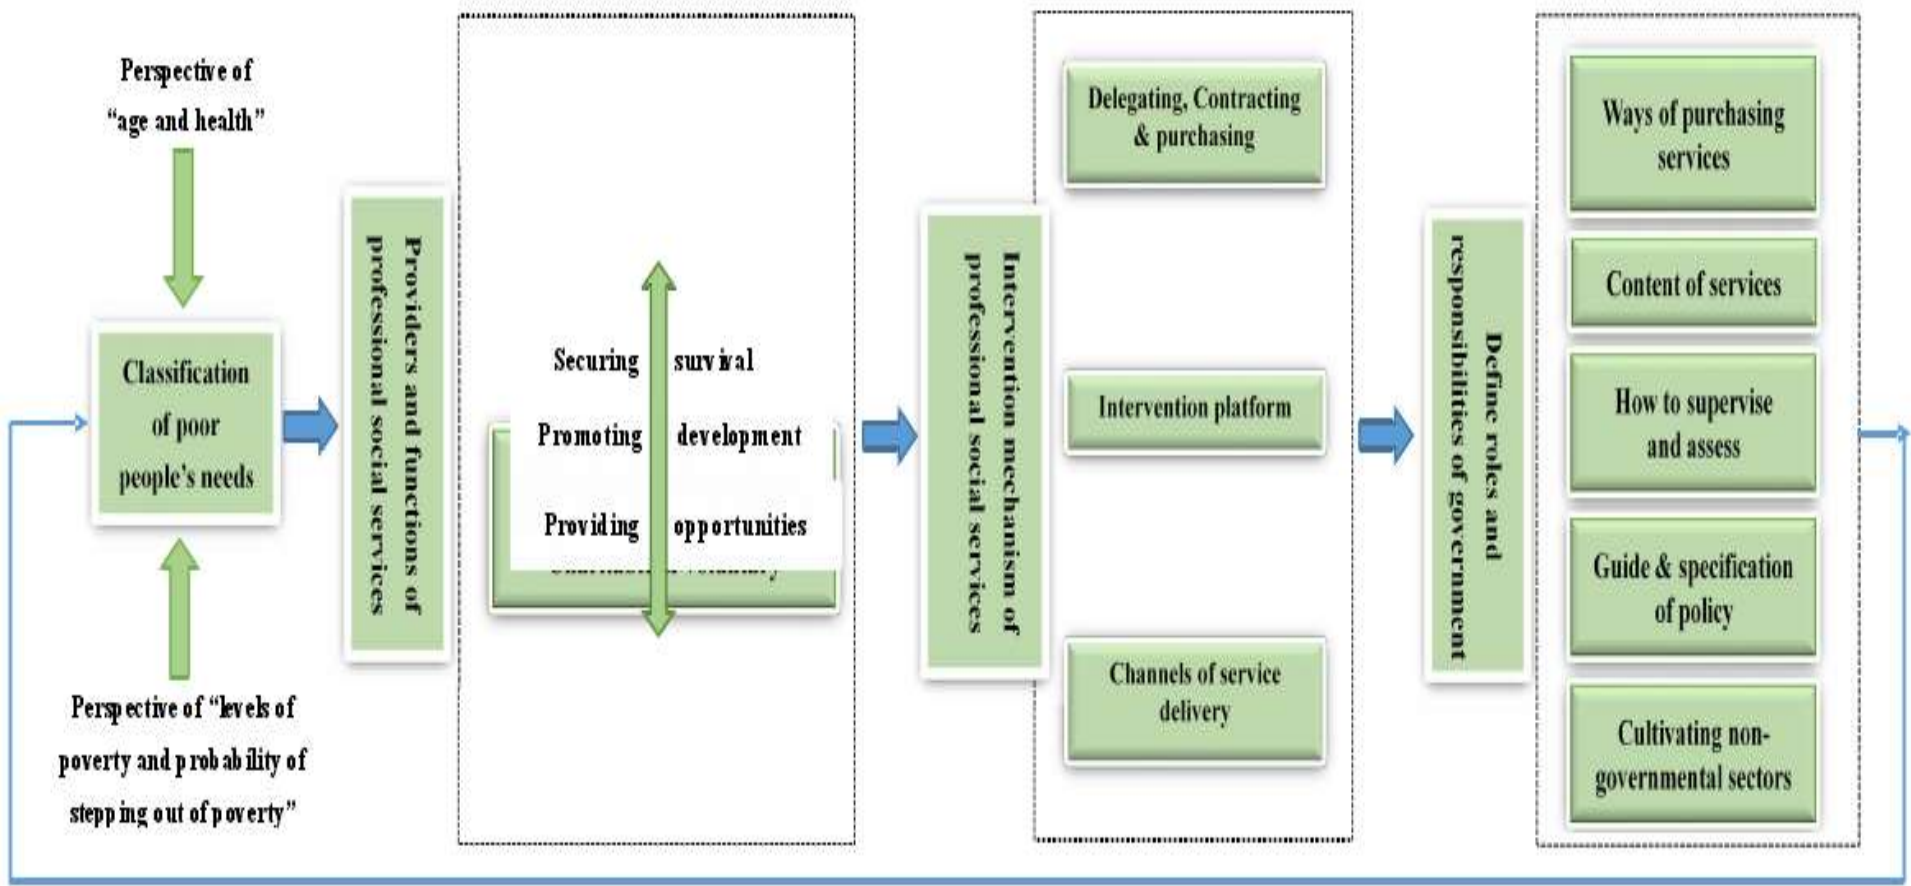 Perspective of
“age and health”
Classification
of poor
people’s needs
Perspective of “levels of
poverty and probability of
stepping out of poverty”
Providers and functions of
professional social services
Securing survival
Promoting development
Providing opportunities
Intervention mechanism of
professional social services
Delegating, Contracting
& purchasing
Intervention platform
Channels of service
delivery
Define roles and
responsibilities of government
Ways of purchasing
services
Content of services
How to supervise
and assess
Guide & specification
of policy
Cultivating non-
governmental sectors